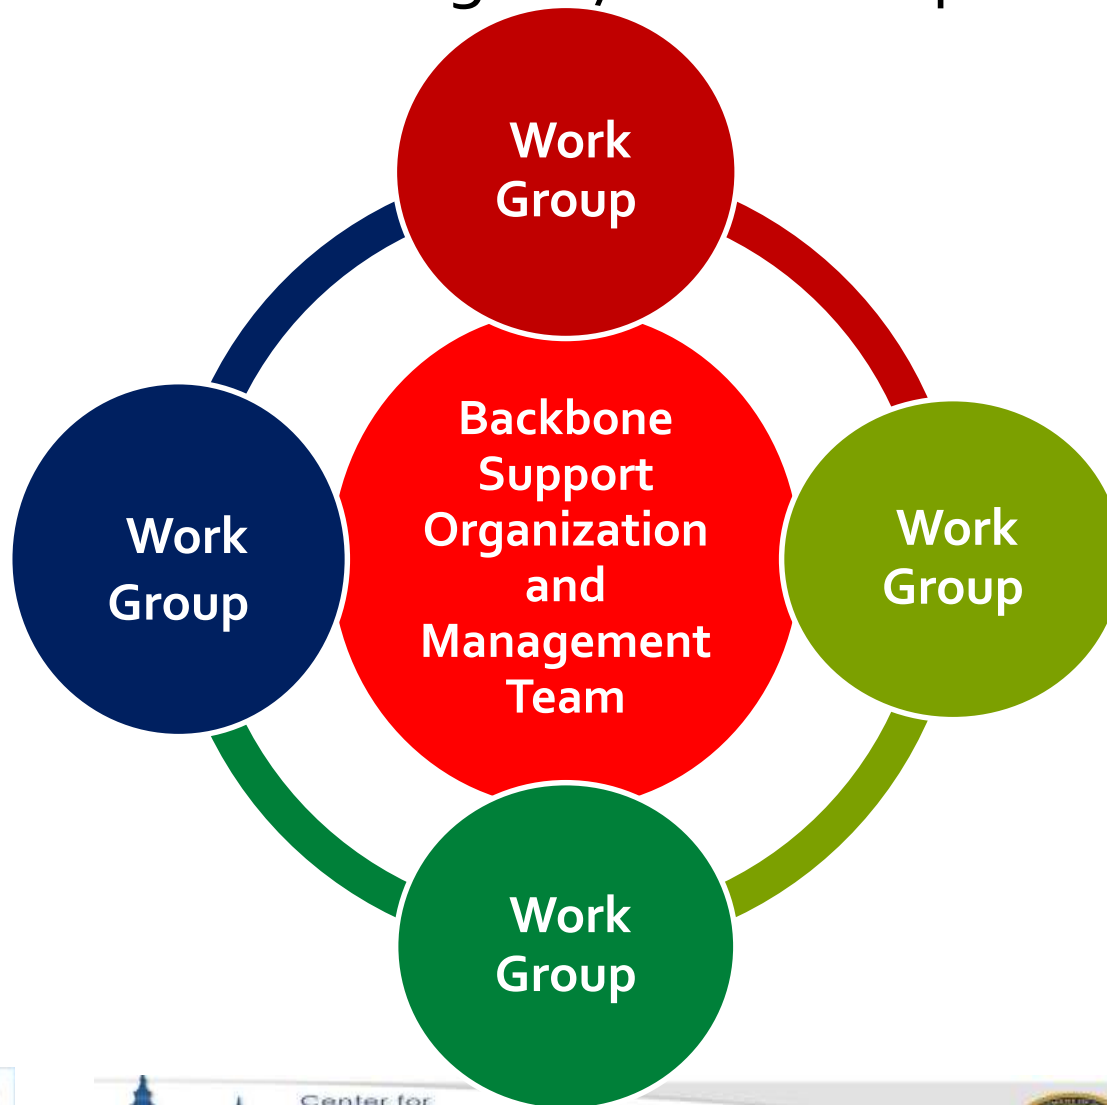 Work
Group
Work
Group
Backbone
Support
Organization
and
Management
Team
Work
Group
Work
Group
Center for